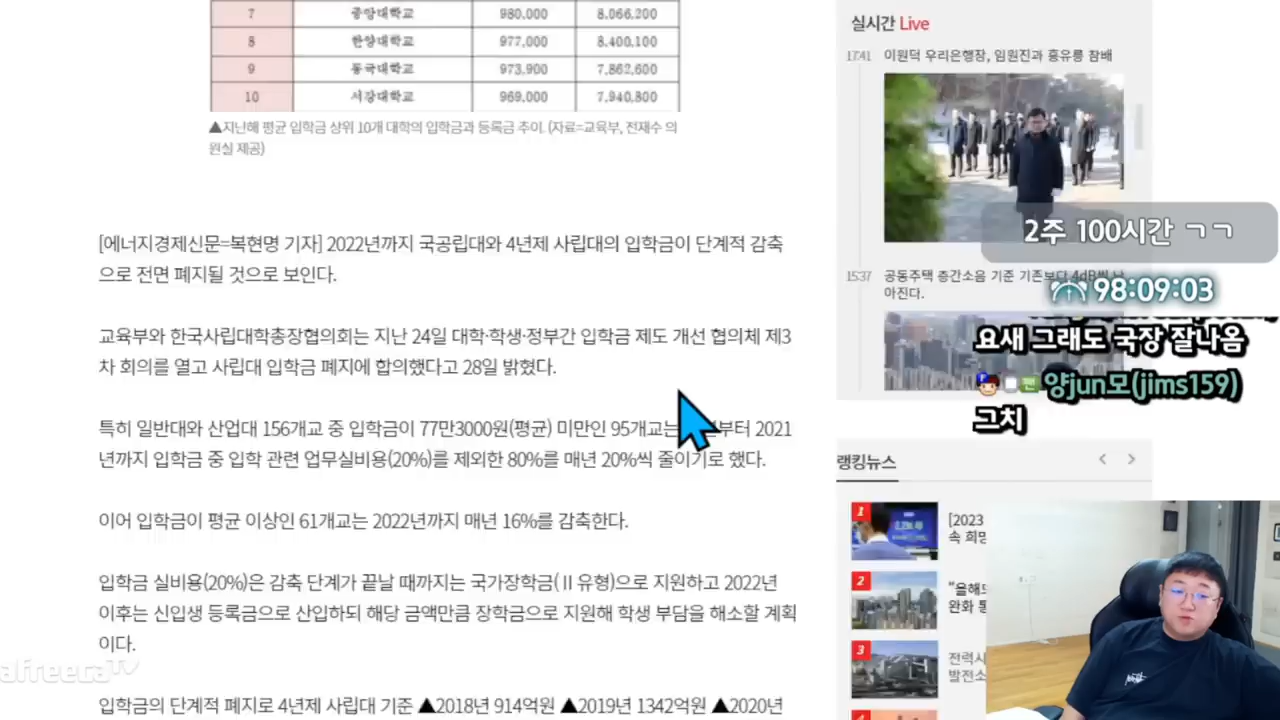 7 중앙대학교 980,000 8,066,200
8 한양대학교 977,000 8,400,100
9 동국대학교 973,900 7,862,600
10 서강대학교 969,000 7,940,800
▲지난해 평균 입학금 상위 10개 대학의 입학금과 등록금 추이. (자료=교육부, 전재수 의
원실 제공)
[에너지경제신문=복현명 기자] 2022년까지 국공립대와 4년제 사립대의 입학금이 단계적 감축
으로 전면 폐지될 것으로 보인다.
교육부와 한국사립대학총장협의회는 지난 24일 대학·학생·정부간 입학금 제도 개선 협의체 제3
차 회의를 열고 사립대 입학금 폐지에 합의했다고 28일 밝혔다.
특히 일반대와 산업대 156개교 중 입학금이 77만3000원(평균) 미만인 95개교는 부터 2021
년까지 입학금 중 입학 관련 업무실비용(20%)를 제외한 80%를 매년 20%씩 줄이기로 했다.
이어 입학금이 평균 이상인 61개교는 2022년까지 매년 16%를 감축한다.
입학금 실비용(20%)은 감축 단계가 끝날 때까지는 국가장학금(Ⅱ유형)으로 지원하고 2022년
이후는 신입생 등록금으로 산입하되 해당 금액만큼 장학금으로 지원해 학생 부담을 해소할 계획
이다.
입학금의 단계적 폐지로 4년제 사립대 기준 ▲2018년 914억원 ▲2019년 1342억원 ▲2020년
afreecaTV
실시간 Live
17:41 이원덕 우리은행장, 임원진과 홍유릉 참배
2주 100시간 ㄱㄱ
15:37 공동주택 층간소음 기준 기존보다 4dB씩
아진다.
98:09:03
요새 그래도 국장 잘나옴
팬 양jun모(jims159)
그치
랭킹뉴스
1 [2023
속 희망
2 "올해도
완화 통
3 전력시
발전소
4